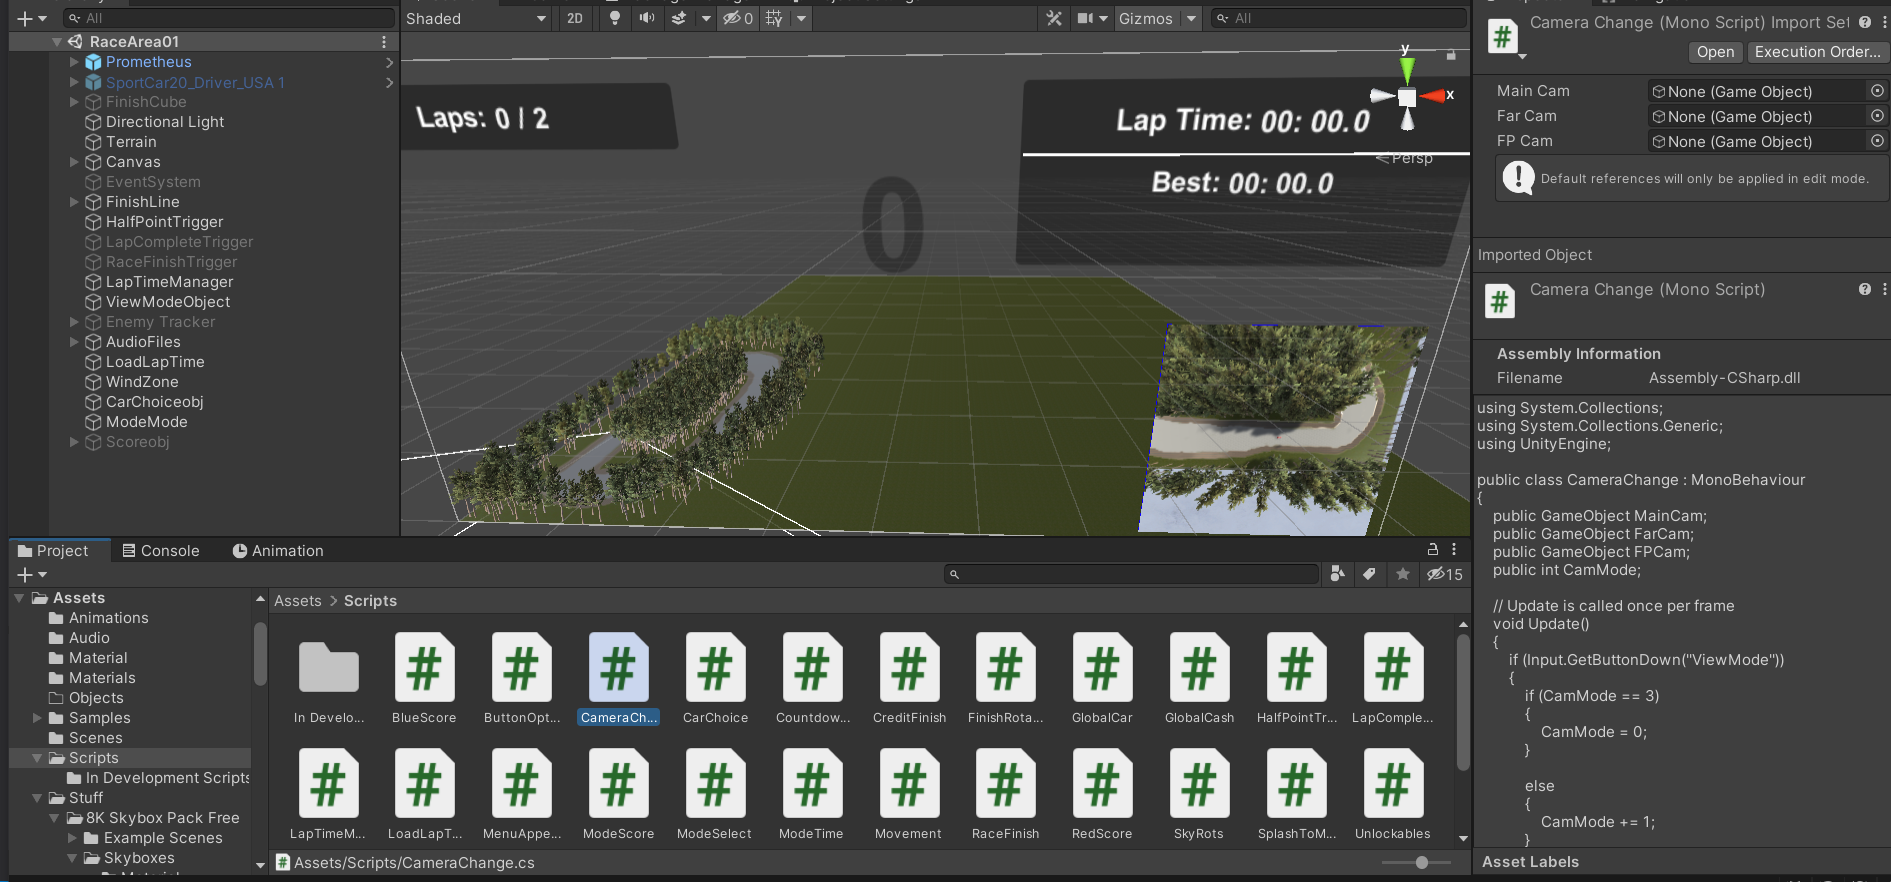 All
RaceArea01
Prometheus
SportCar20_Driver_USA 1
FinishCube
Directional Light
Terrain
Canvas
EventSystem
FinishLine
HalfPointTrigger
LapCompleteTrigger
RaceFinishTrigger
LapTimeManager
ViewModeObject
Enemy Tracker
AudioFiles
LoadLapTime
WindZone
CarChoiceobj
ModeMode
Scoreobj
Shaded
2D
0
Gizmos
All
Laps: 0 / 2
0
Lap Time: 00: 00.0
Best: 00: 00.0
y
x
Persp
Camera Change (Mono Script) Import Set
Open
Execution Order...
Main Cam
None (Game Object)
Far Cam
None (Game Object)
FP Cam
None (Game Object)
Default references will only be applied in edit mode.
Imported Object
Camera Change (Mono Script)
Assembly Information
Filename
Assembly-CSharp.dll
using System.Collections;
using System.Collections.Generic;
using UnityEngine;
public class CameraChange : MonoBehaviour
{
public GameObject MainCam;
public GameObject FarCam;
public GameObject FPCam;
public int CamMode;
// Update is called once per frame
void Update()
{
if (Input.GetButtonDown("ViewMode"))
{
if (CamMode == 3)
{
CamMode = 0;
}
else
{
CamMode += 1;
}
Asset Labels
Project
Console
Animation
15
Assets
Animations
Audio
Material
Materials
Objects
Samples
Scenes
Scripts
In Development Scripts
Stuff
8K Skybox Pack Free
Example Scenes
Skyboxes
Assets > Scripts
In Develo...
BlueScore
ButtonOpt...
CameraCh...
CarChoice
Countdow...
CreditFinish
FinishRota...
GlobalCar
GlobalCash
HalfPointTr...
LapComple...
LapTimeM...
LoadLapT...
MenuAppe...
ModeScore
ModeSelect
ModeTime
Movement
RaceFinish
RedScore
SkyRots
SplashToM...
Unlockables
Assets/Scripts/CameraChange.cs